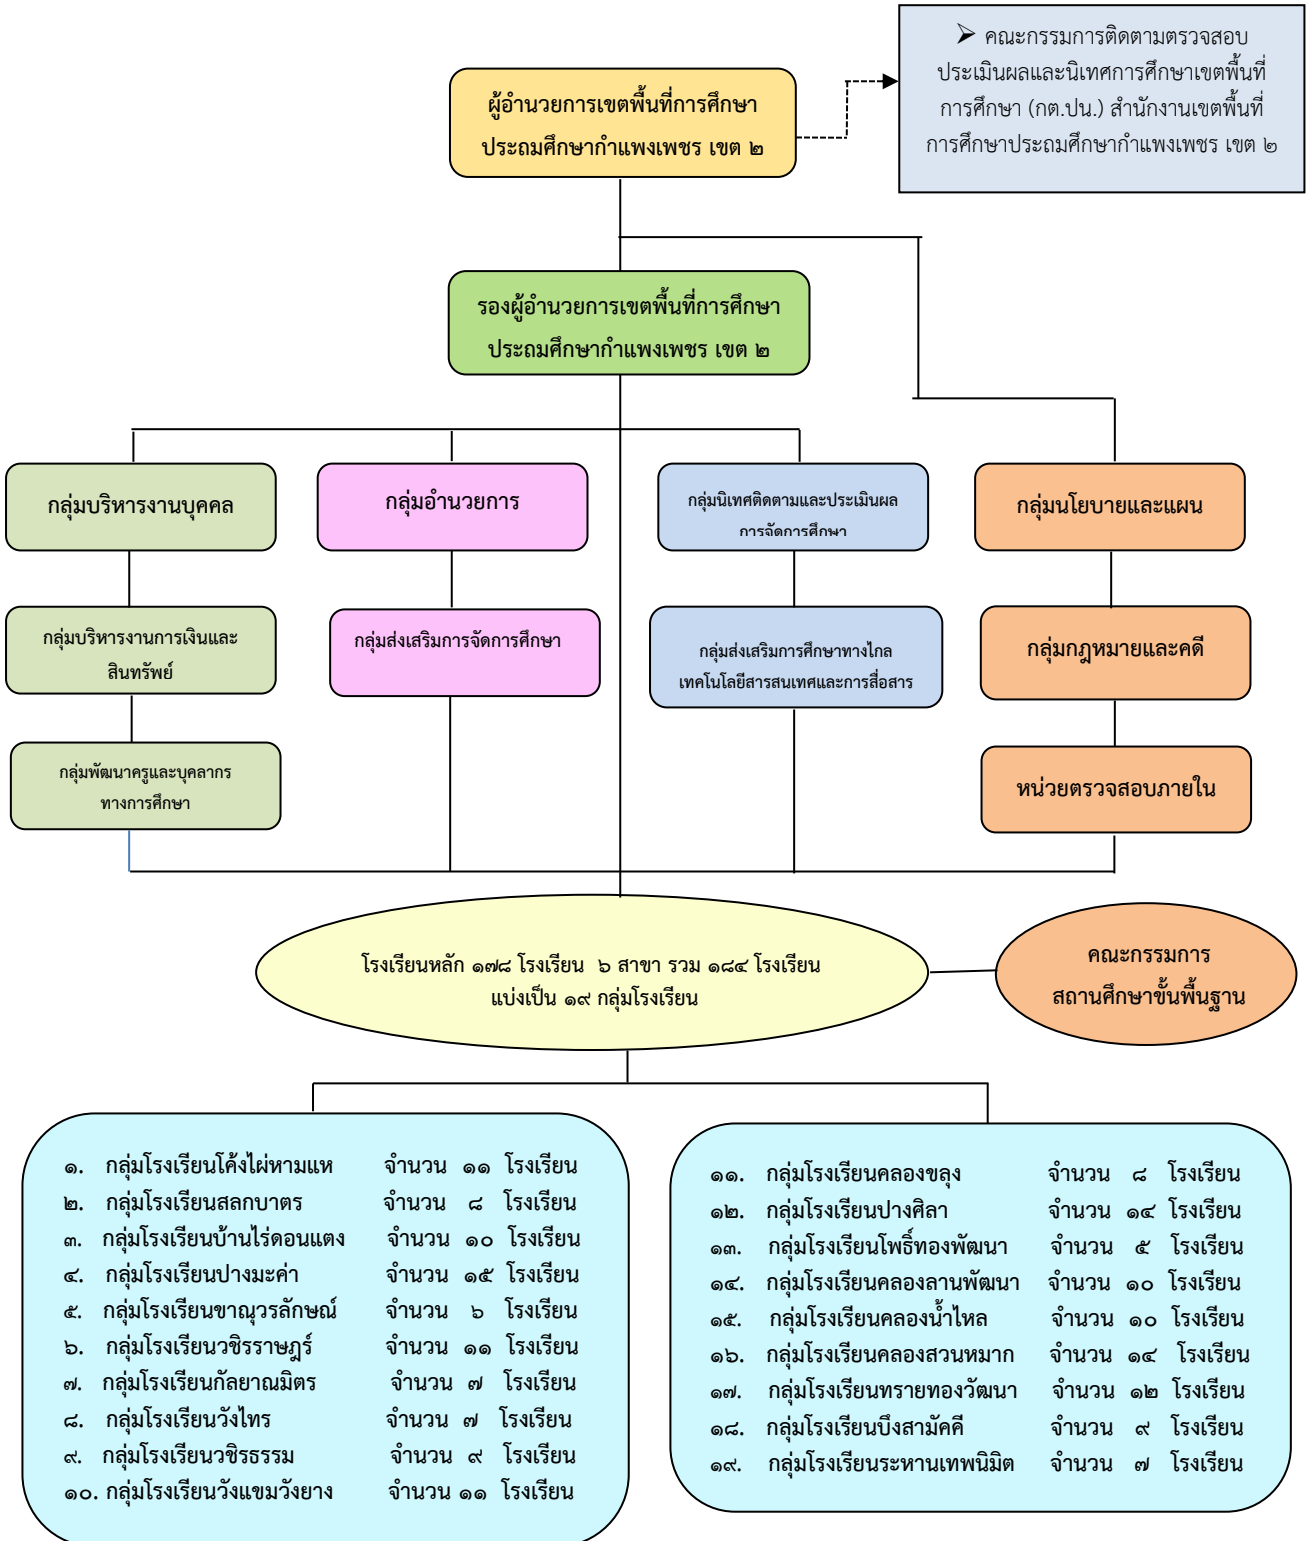 ➢ คณะกรรมการติดตามตรวจสอบ
ประเมินผลและนิเทศการศึกษาเขตพื้นที่
การศึกษา (กต.ปน.) สำนักงานเขตพื้นที่
การศึกษาประถมศึกษากำแพงเพชร เขต ๒
ผู้อำนวยการเขตพื้นที่การศึกษา
ประถมศึกษากำแพงเพชร เขต ๒
รองผู้อำนวยการเขตพื้นที่การศึกษา
ประถมศึกษากำแพงเพชร เขต ๒
กลุ่มบริหารงานบุคคล
กลุ่มอำนวยการ
กลุ่มนิเทศติดตามและประเมินผล
การจัดการศึกษา
กลุ่มนโยบายและแผน
กลุ่มบริหารงานการเงินและ
สินทรัพย์
กลุ่มส่งเสริมการจัดการศึกษา
กลุ่มส่งเสริมการศึกษาทางไกล
เทคโนโลยีสารสนเทศและการสื่อสาร
กลุ่มกฎหมายและคดี
กลุ่มพัฒนาครูและบุคลากร
ทางการศึกษา
หน่วยตรวจสอบภายใน
โรงเรียนหลัก ๑๗๘ โรงเรียน ๖ สาขา รวม ๑๘๔ โรงเรียน
แบ่งเป็น ๑๙ กลุ่มโรงเรียน
คณะกรรมการ
สถานศึกษาขั้นพื้นฐาน
๑. กลุ่มโรงเรียนโค้งไผ่หามแห จำนวน ๑๑ โรงเรียน
๒. กลุ่มโรงเรียนสลกบาตร จำนวน ๘ โรงเรียน
๓. กลุ่มโรงเรียนบ้านไร่ดอนแตง จำนวน ๑๐ โรงเรียน
๔. กลุ่มโรงเรียนปางมะค่า จำนวน ๑๕ โรงเรียน
๕. กลุ่มโรงเรียนขาณุวรลักษณ์ จำนวน ๖ โรงเรียน
๖. กลุ่มโรงเรียนวชิรราษฎร์ จำนวน ๑๑ โรงเรียน
๗. กลุ่มโรงเรียนกัลยาณมิตร จำนวน ๗ โรงเรียน
๘. กลุ่มโรงเรียนวังไทร จำนวน ๗ โรงเรียน
๙. กลุ่มโรงเรียนวชิรธรรม จำนวน ๙ โรงเรียน
๑๐. กลุ่มโรงเรียนวังแขมวังยาง จำนวน ๑๑ โรงเรียน
๑๑. กลุ่มโรงเรียนคลองขลุง จำนวน ๘ โรงเรียน
๑๒. กลุ่มโรงเรียนปางศิลา จำนวน ๑๔ โรงเรียน
๑๓. กลุ่มโรงเรียนโพธิ์ทองพัฒนา จำนวน ๕ โรงเรียน
๑๔. กลุ่มโรงเรียนคลองลานพัฒนา จำนวน ๑๐ โรงเรียน
๑๕. กลุ่มโรงเรียนคลองน้ำไหล จำนวน ๑๐ โรงเรียน
๑๖. กลุ่มโรงเรียนคลองสวนหมาก จำนวน ๑๔ โรงเรียน
๑๗. กลุ่มโรงเรียนทรายทองวัฒนา จำนวน ๑๒ โรงเรียน
๑๘. กลุ่มโรงเรียนบึงสามัคคี จำนวน ๙ โรงเรียน
๑๙. กลุ่มโรงเรียนระหานเทพนิมิต จำนวน ๗ โรงเรียน